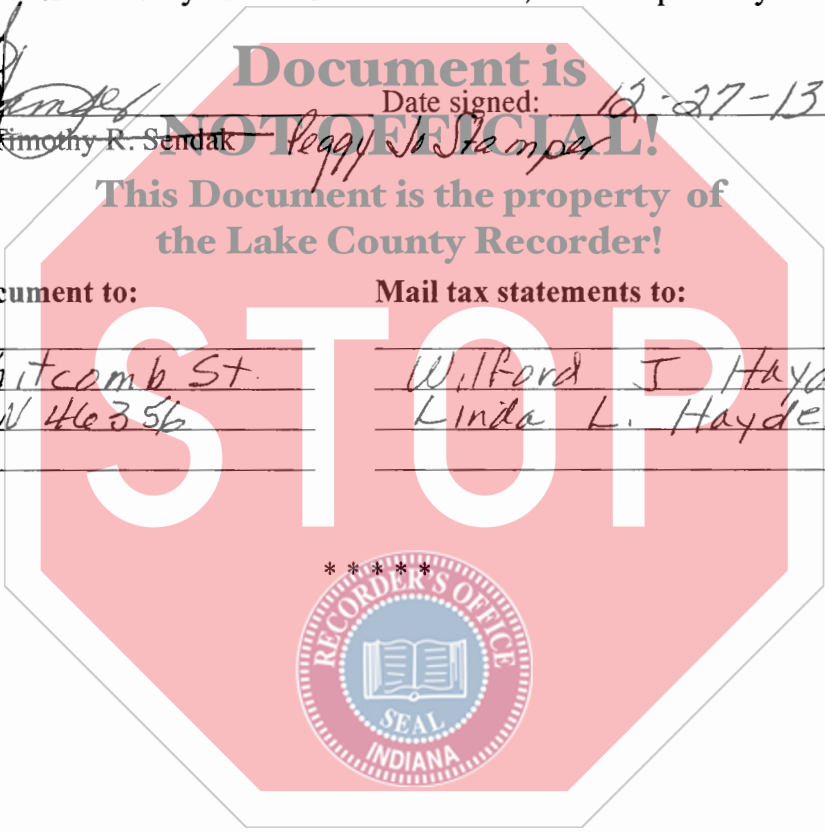 Document is
Date signed: 12-27-13
Timothy R. Sendak Peggy Jo Stamper
NOT OFFICIAL!
This Document is the property of
the Lake County Recorder!
cument to: Mail tax statements to:
itcomb St. Wilford J Hayd
N 46356 Linda L. Hayde
STOP
* * * * *
RECORDER'S OFFICE
SEAL
INDIANA